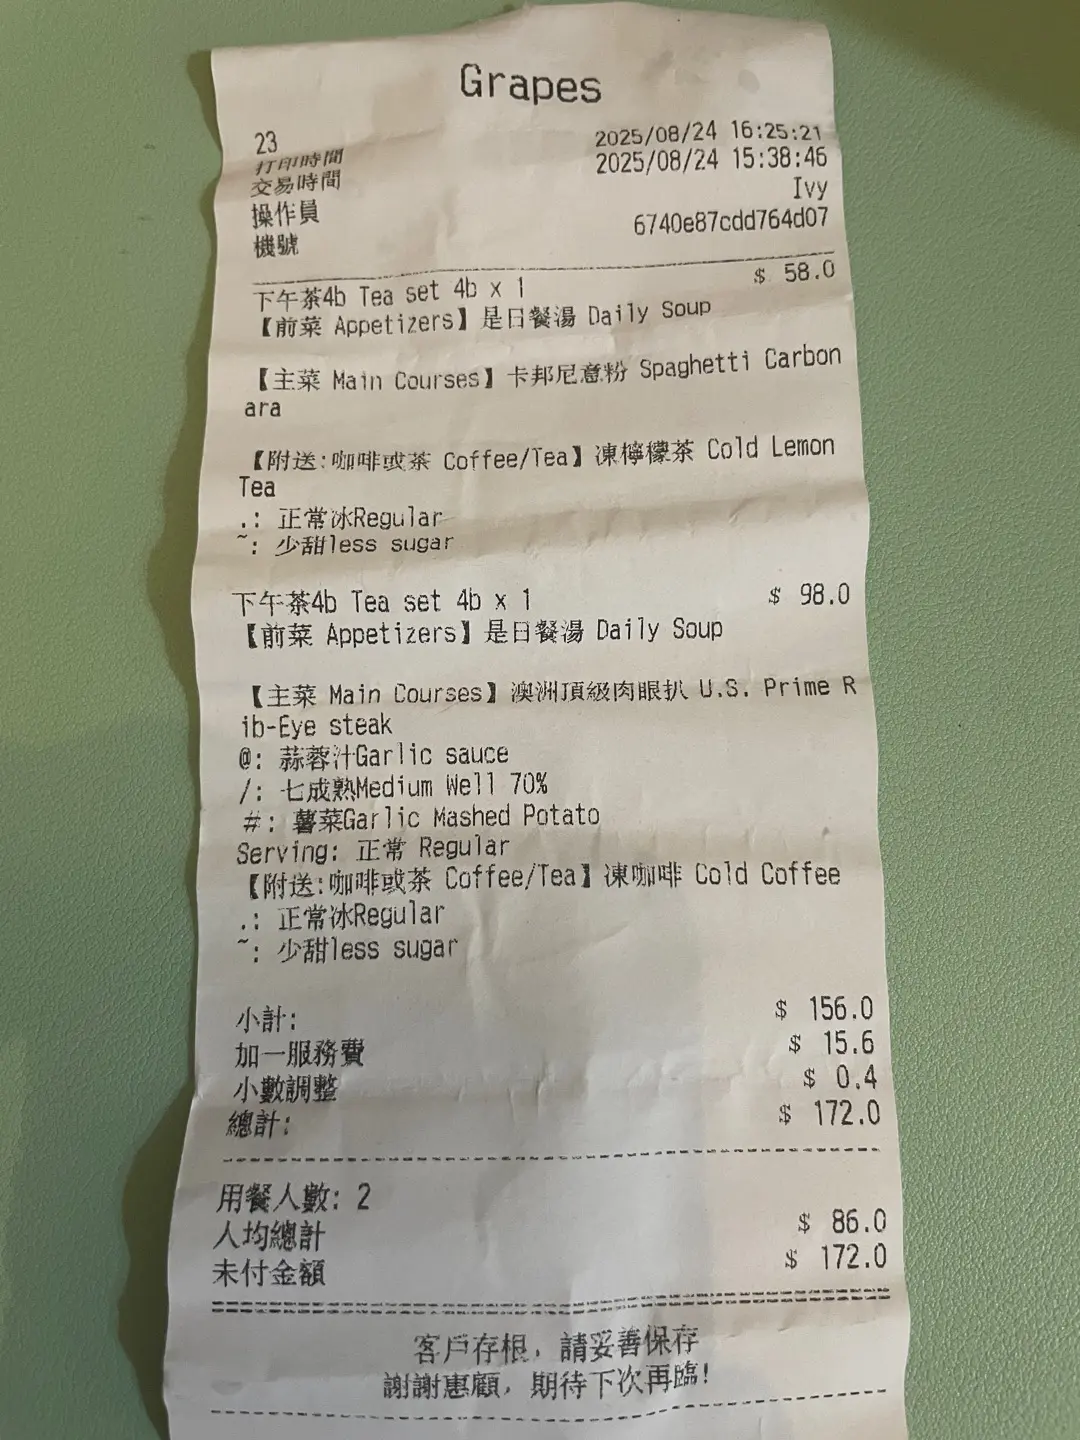 Grapes
23
打印時間 2025/08/24 16:25:21
交易時間 2025/08/24 15:38:46
操作員 Ivy
機號 6740e87cdd764d07
下午茶4b Tea set 4b x 1 $ 58.0
【前菜 Appetizers】是日餐湯 Daily Soup
【主菜 Main Courses】卡邦尼意粉 Spaghetti Carbon
ara
【附送:咖啡或茶 Coffee/Tea】凍檸檬茶 Cold Lemon
Tea
.: 正常冰Regular
~: 少甜less sugar
下午茶4b Tea set 4b x 1 $ 98.0
【前菜 Appetizers】是日餐湯 Daily Soup
【主菜 Main Courses】澳洲頂級肉眼扒 U.S. Prime R
ib-Eye steak
@: 蒜蓉汁Garlic sauce
/: 七成熟Medium Well 70%
#: 薯菜Garlic Mashed Potato
Serving: 正常 Regular
【附送:咖啡或茶 Coffee/Tea】凍咖啡 Cold Coffee
.: 正常冰Regular
~: 少甜less sugar
小計: $ 156.0
加一服務費 $ 15.6
小數調整 $ 0.4
總計: $ 172.0
用餐人數: 2
人均總計 $ 86.0
未付金額 $ 172.0
客戶存根，請妥善保存
謝謝惠顧，期待下次再臨!